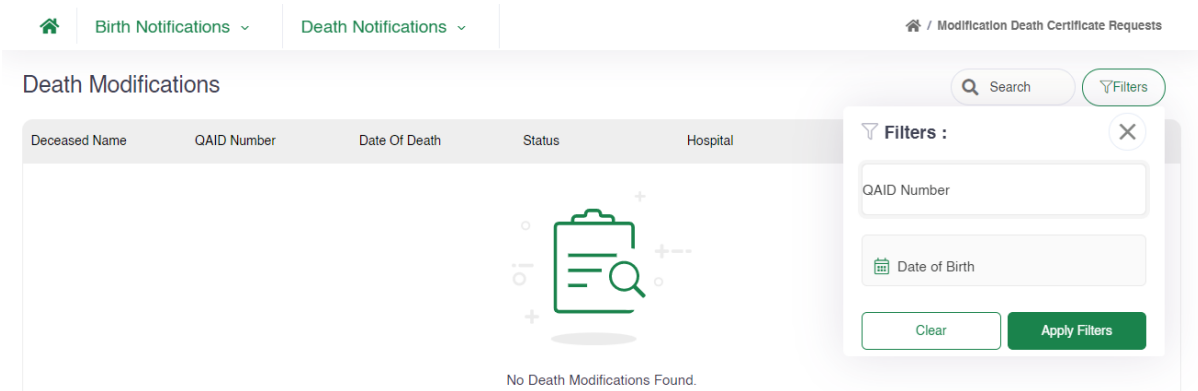 Birth Notifications Death Notifications / Modification Death Certificate Requests
Death Modifications
Search Filters
Deceased Name QAID Number Date Of Death Status Hospital
Filters :
QAID Number
Date of Birth
Clear Apply Filters
No Death Modifications Found.